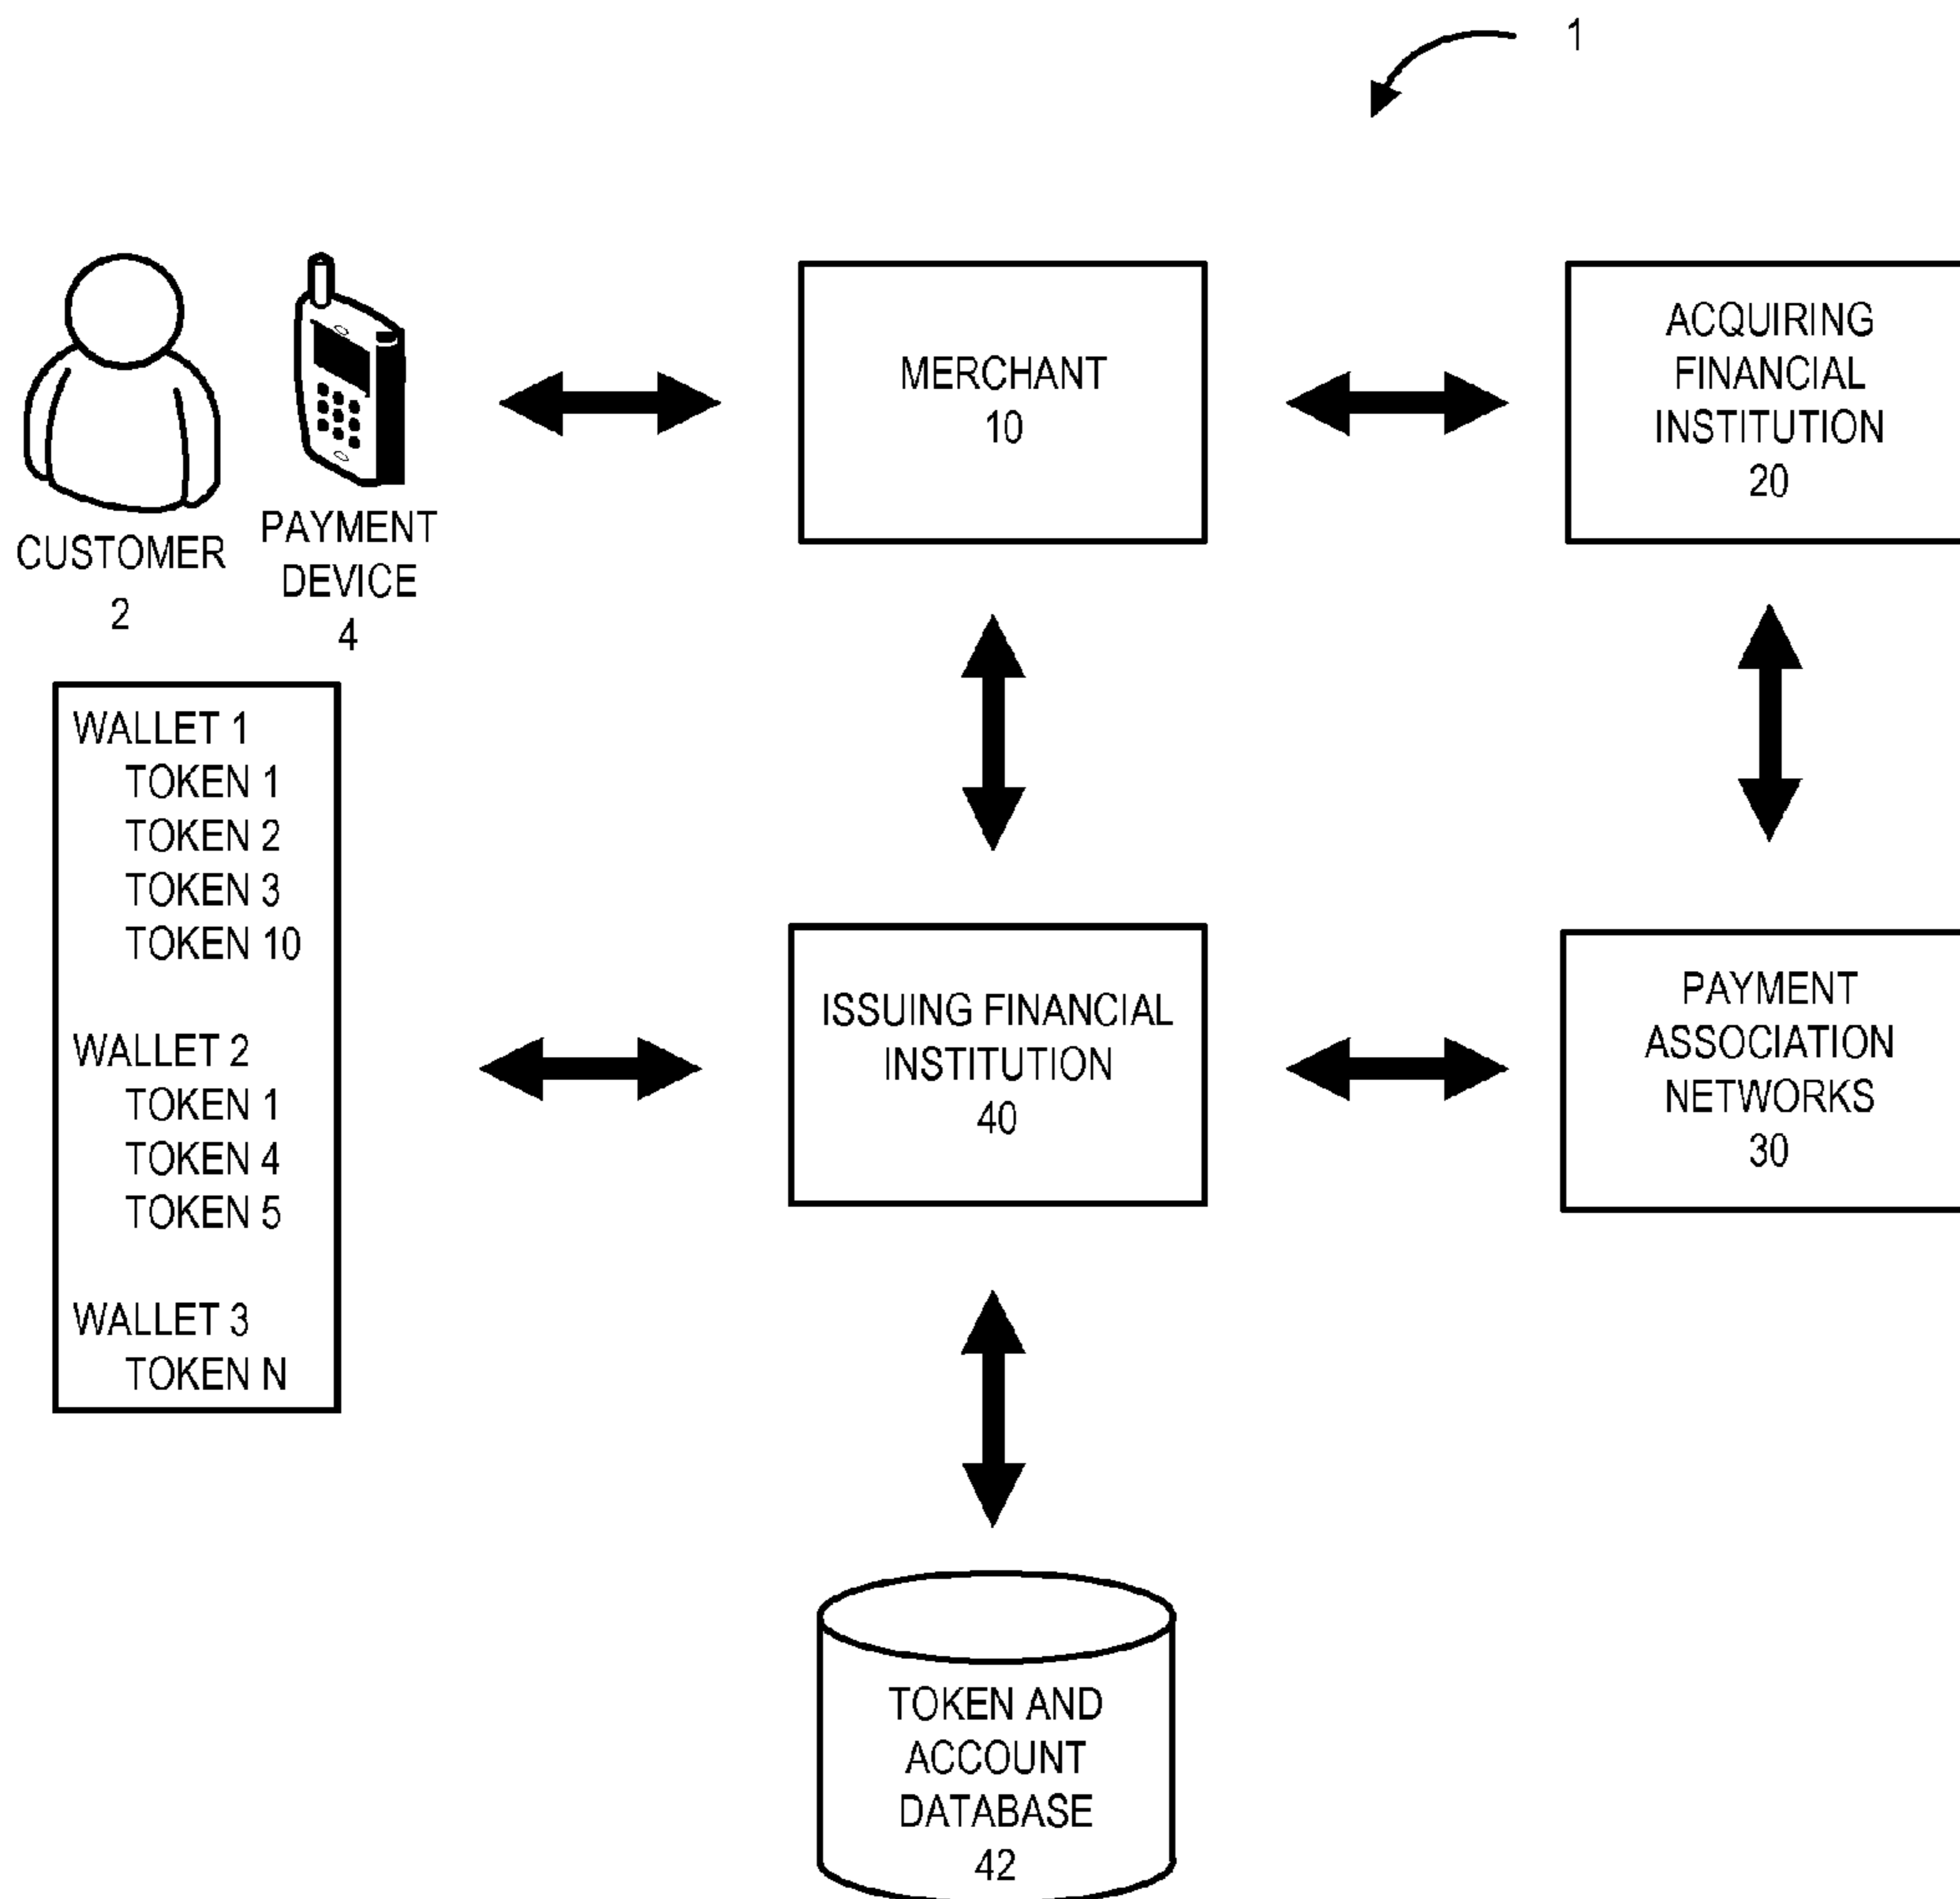 1
CUSTOMER
2
PAYMENT
DEVICE
4
MERCHANT
10
ACQUIRING
FINANCIAL
INSTITUTION
20
WALLET 1
TOKEN 1
TOKEN 2
TOKEN 3
TOKEN 10
WALLET 2
TOKEN 1
TOKEN 4
TOKEN 5
WALLET 3
TOKEN N
ISSUING FINANCIAL
INSTITUTION
40
PAYMENT
ASSOCIATION
NETWORKS
30
TOKEN AND
ACCOUNT
DATABASE
42